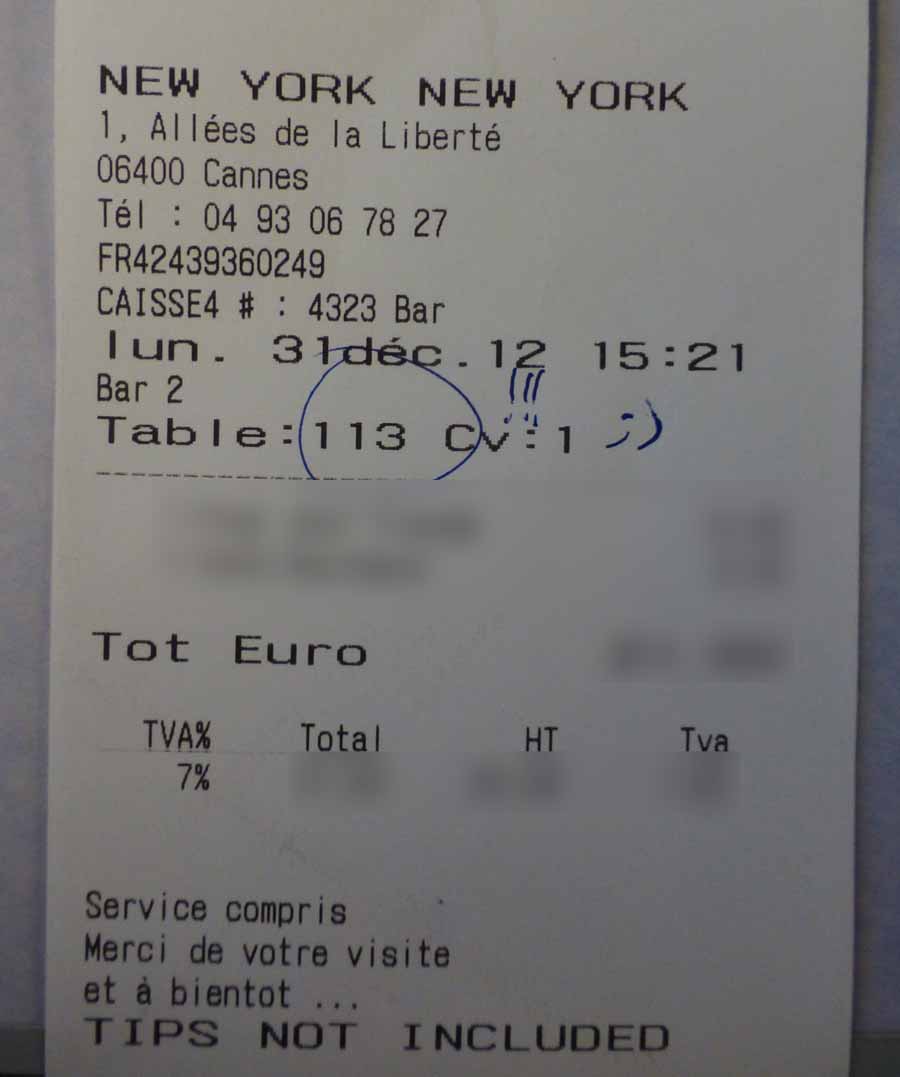 NEW YORK NEW YORK
1, Allées de la Liberté
06400 Cannes
Tél : 04 93 06 78 27
FR42439360249
CAISSE4 # : 4323 Bar
lun. 31déc.12 15:21
Bar 2
Table:113 Cv:1 ;)
Tot Euro
TVA% Total HT Tva
7%
Service compris
Merci de votre visite
et à bientot ...
TIPS NOT INCLUDED